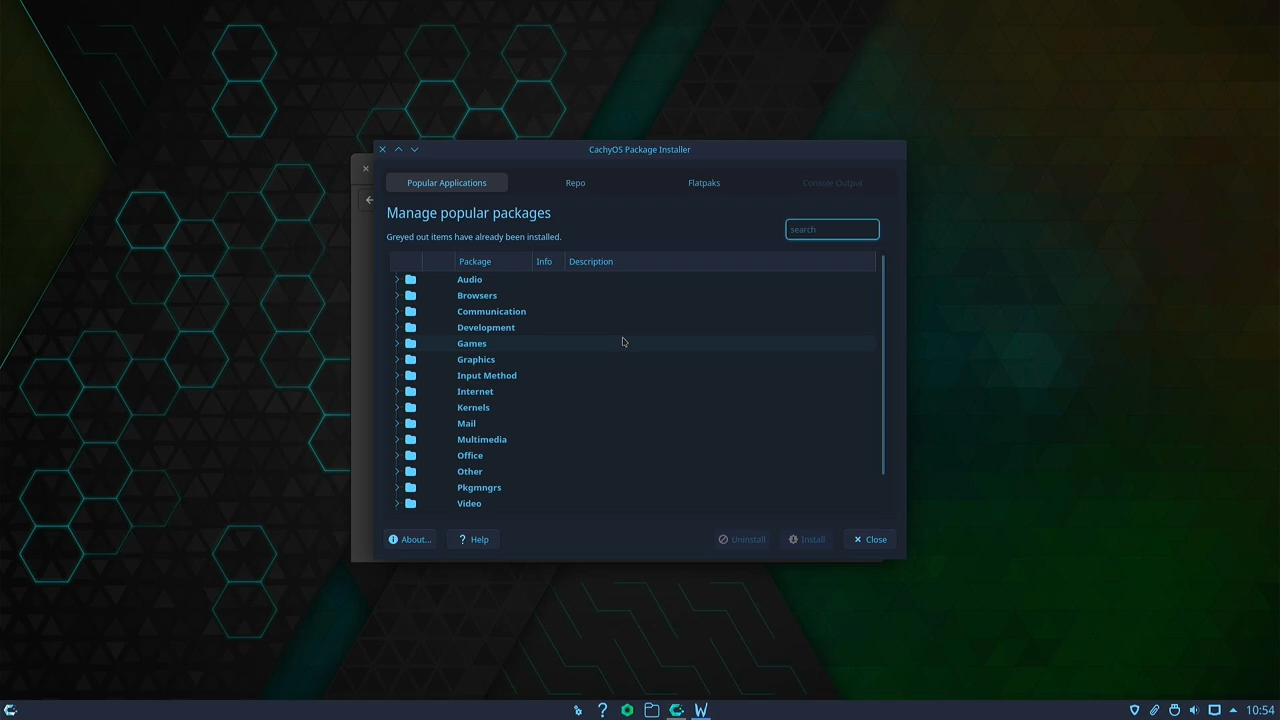 CachyOS Package Installer
Popular Applications Repo Flatpaks Console Output
Manage popular packages
Greyed out items have already been installed.
search
Package Info Description
Audio
Browsers
Communication
Development
Games
Graphics
Input Method
Internet
Kernels
Mail
Multimedia
Office
Other
Pkgmngrs
Video
About... Help Uninstall Install Close
10:54